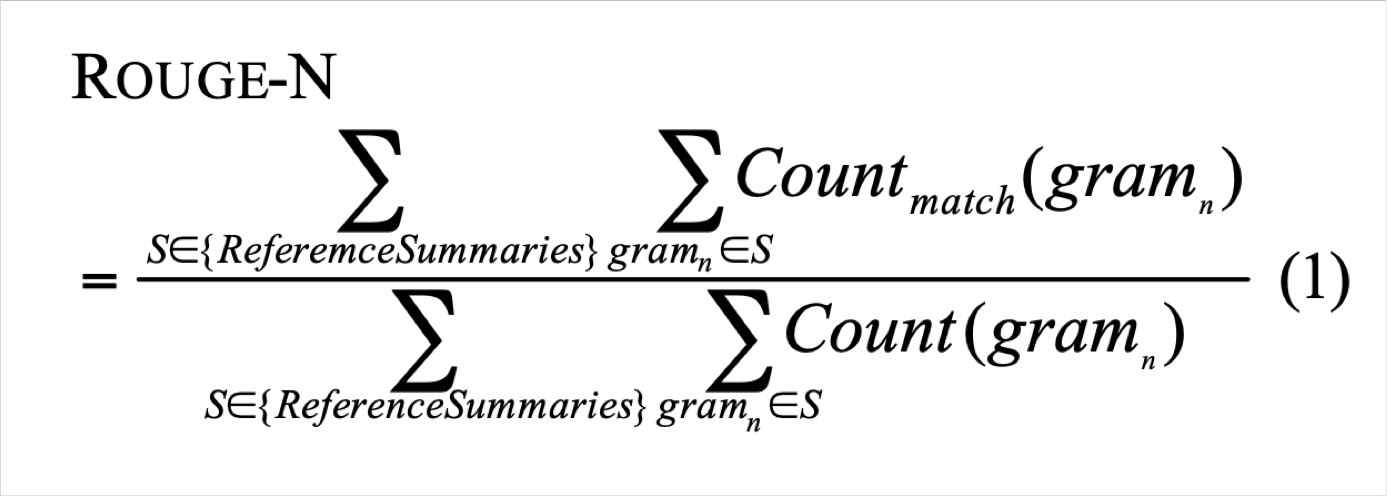 ROUGE-N
∑ ∑ Count_match(gram_n)
S∈{ReferemceSummaries} gram_n∈S
= (1)
∑ ∑ Count(gram_n)
S∈{ReferenceSummaries} gram_n∈S